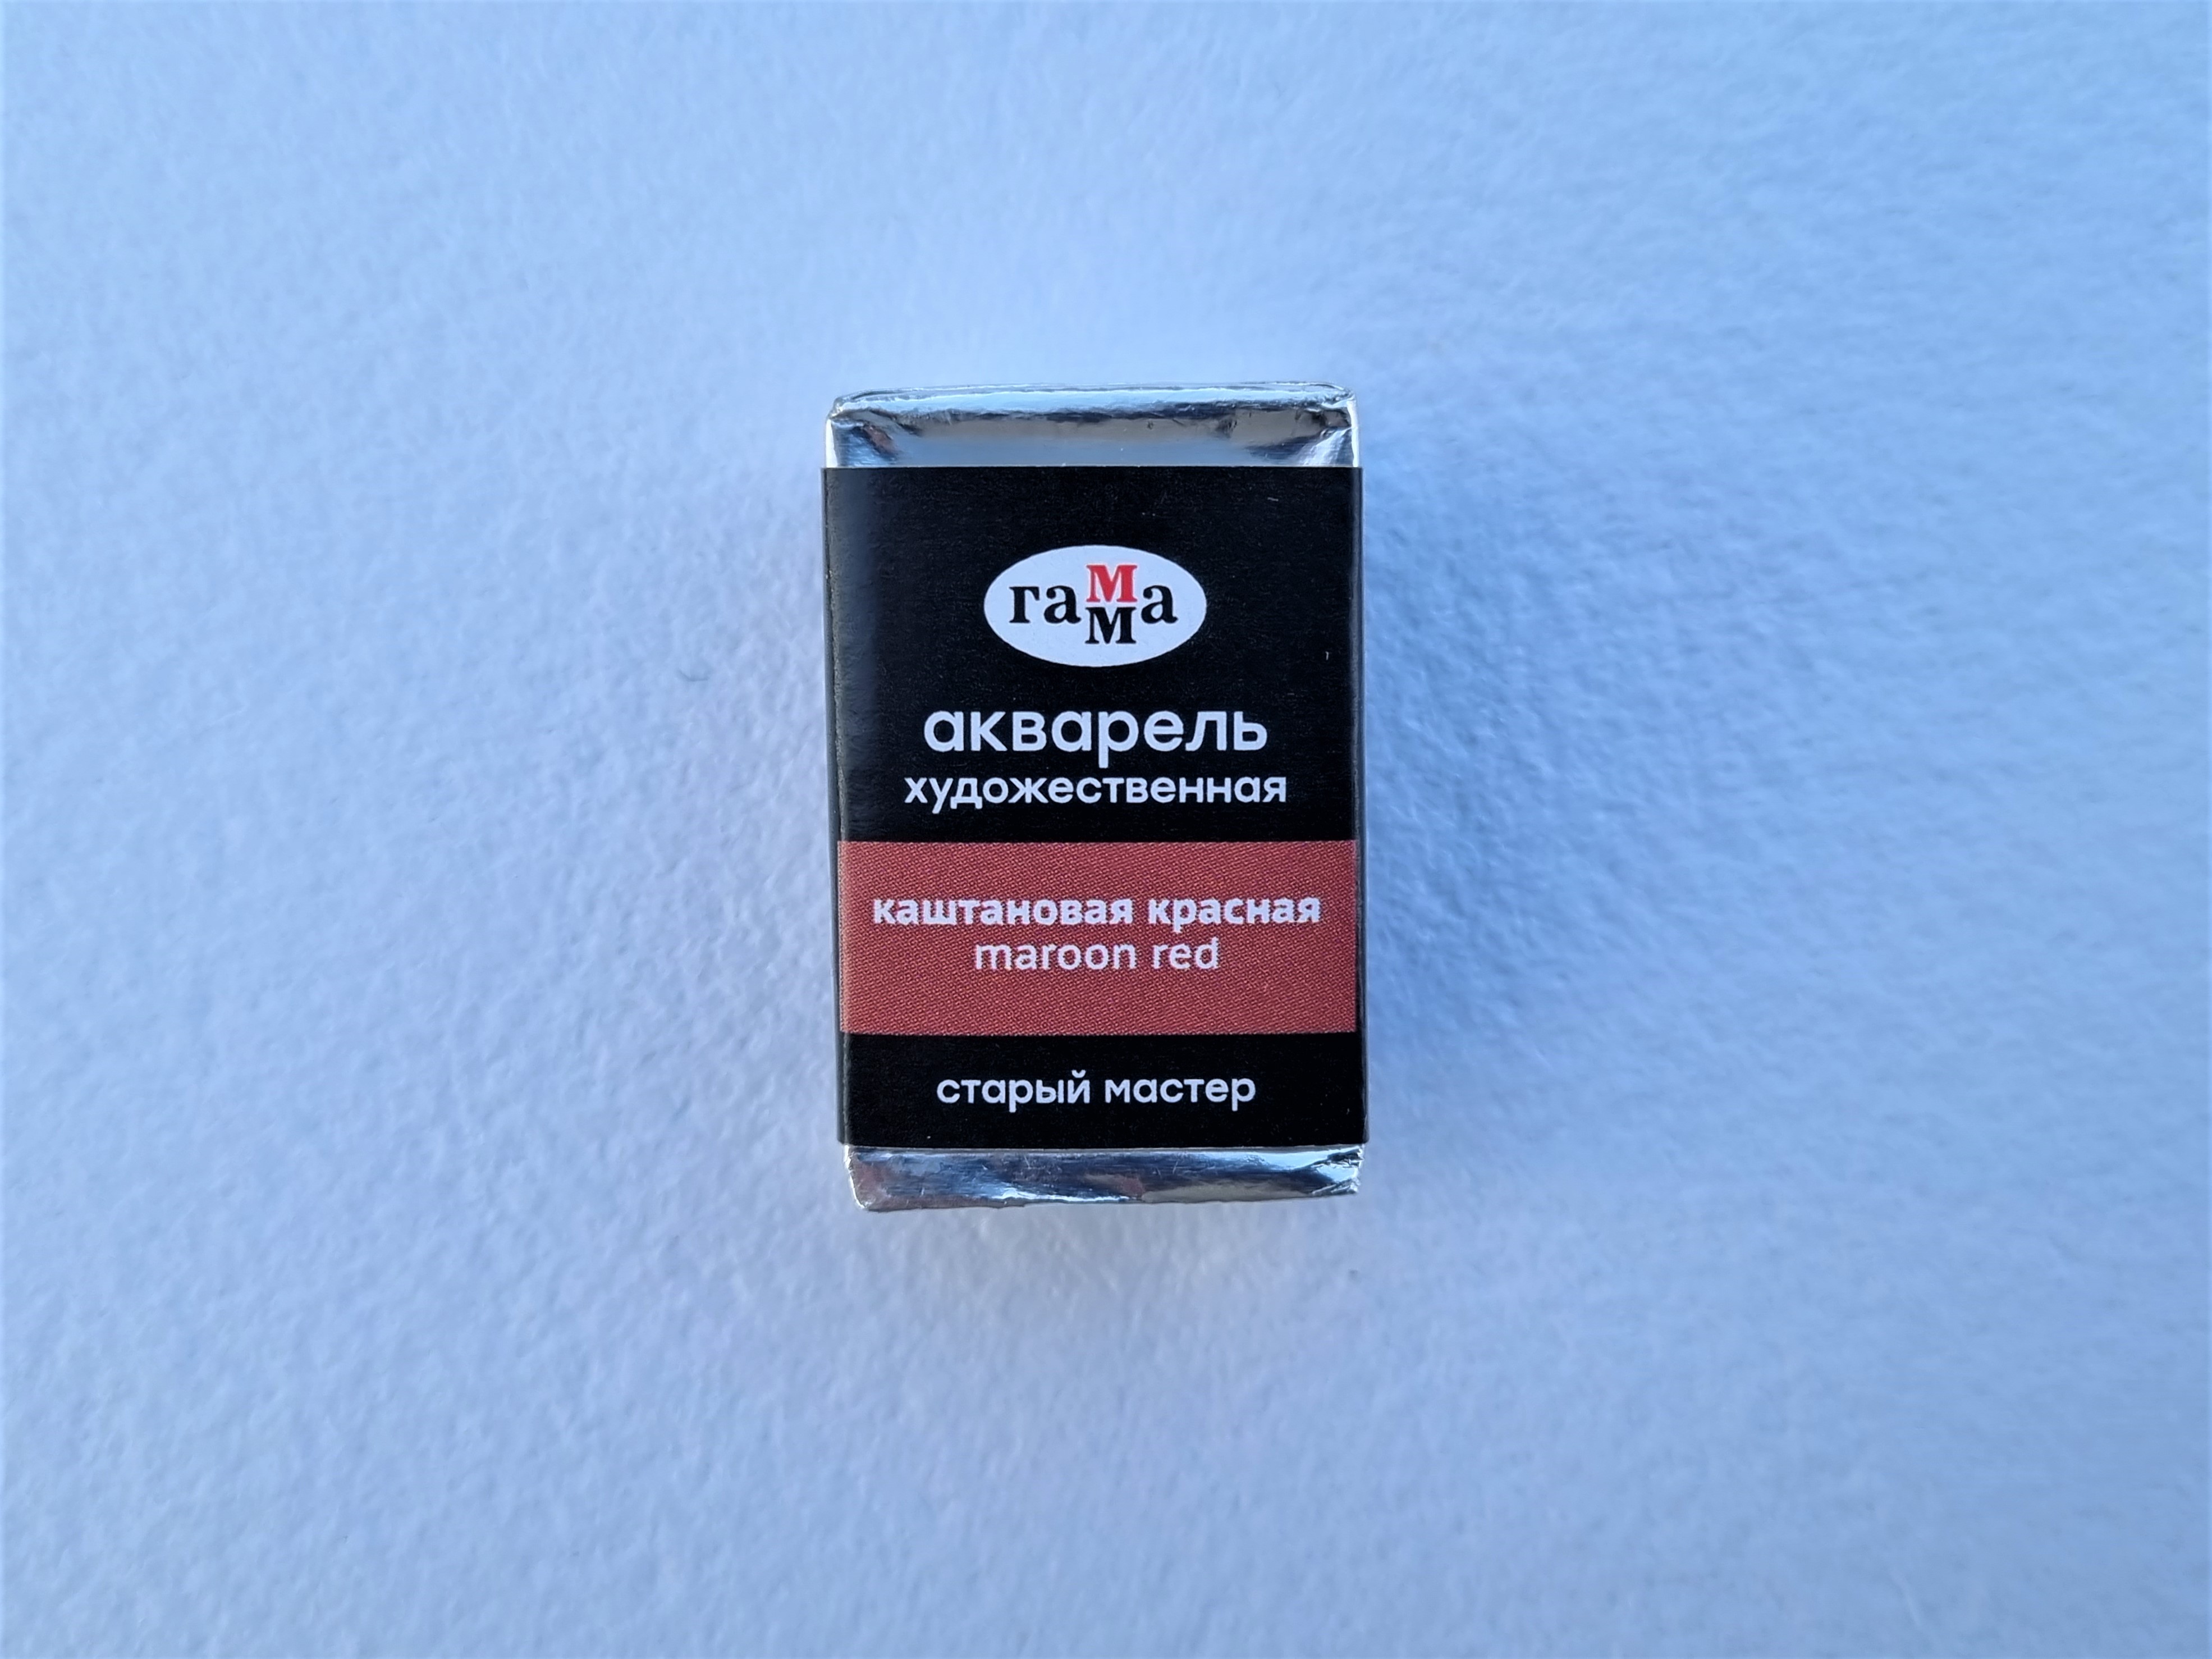 гамма
акварель
художественная
каштановая красная
maroon red
старый мастер